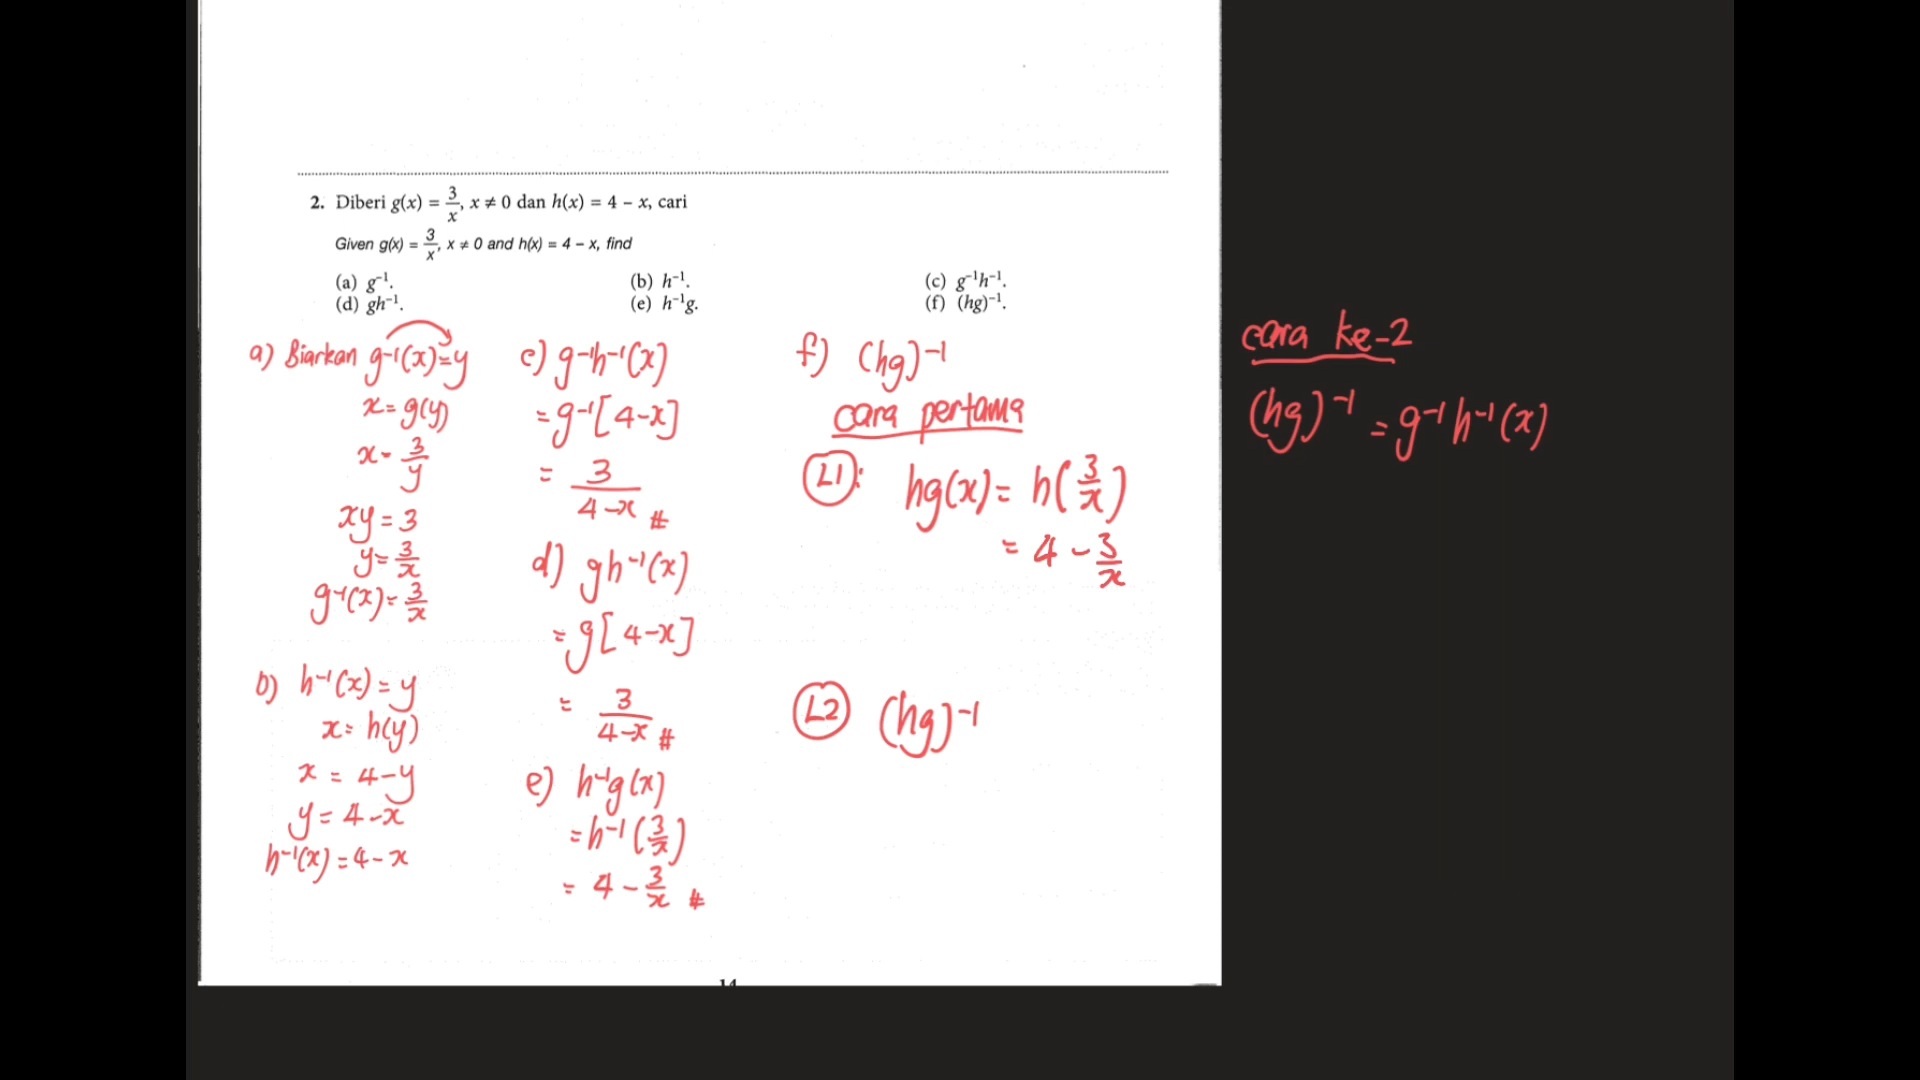 2. Diberi g(x) = 3/x, x ≠ 0 dan h(x) = 4 – x, cari
Given g(x) = 3/x, x ≠ 0 and h(x) = 4 – x, find
(a) g⁻¹. (b) h⁻¹. (c) g⁻¹h⁻¹.
(d) gh⁻¹. (e) h⁻¹g. (f) (hg)⁻¹.
a) Biarkan g⁻¹(x)=y
x = g(y)
x = 3/y
xy = 3
y = 3/x
g⁻¹(x) = 3/x
b) h⁻¹(x) = y
x = h(y)
x = 4-y
y = 4-x
h⁻¹(x) = 4-x
c) g⁻¹h⁻¹(x)
= g⁻¹[4-x]
= 3/(4-x) #
d) gh⁻¹(x)
= g[4-x]
= 3/(4-x) #
e) h⁻¹g(x)
= h⁻¹(3/x)
= 4 - 3/x #
f) (hg)⁻¹
cara pertama
L1: hg(x) = h(3/x)
= 4 - 3/x
L2 (hg)⁻¹
cara ke-2
(hg)⁻¹ = g⁻¹h⁻¹(x)